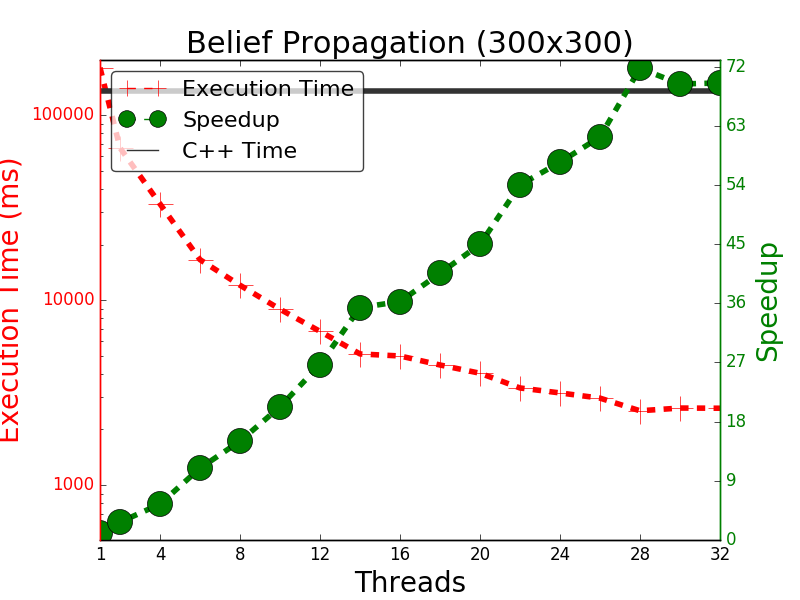 Belief Propagation (300x300)
Execution Time
Speedup
C++ Time
Execution Time (ms)
100000
10000
1000
72
63
54
45
36
27
18
9
0
Speedup
1 4 8 12 16 20 24 28 32
Threads